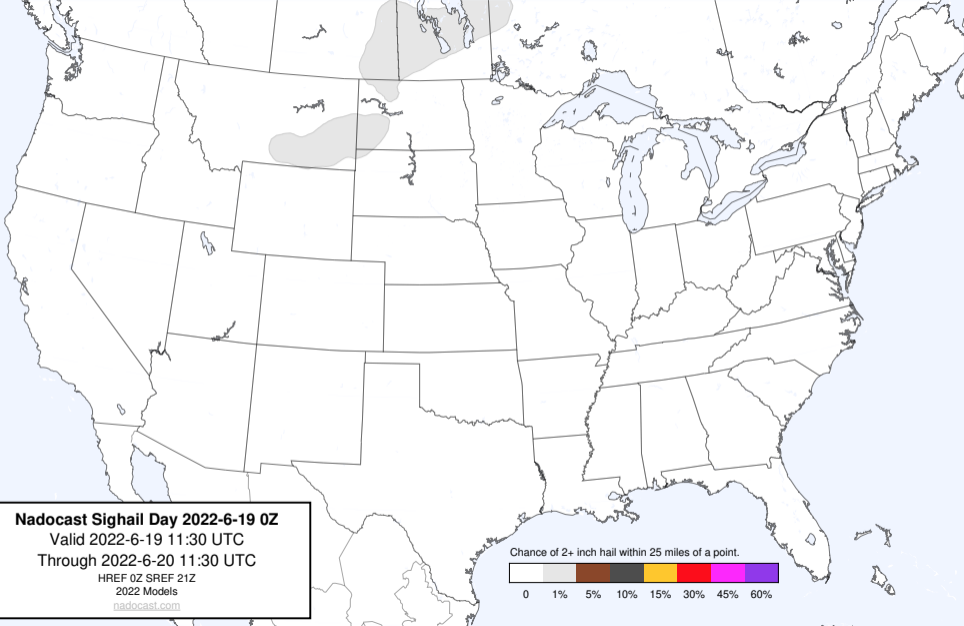 Nadocast Sighail Day 2022-6-19 0Z
Valid 2022-6-19 11:30 UTC
Through 2022-6-20 11:30 UTC
HREF 0Z SREF 21Z
2022 Models
nadocast.com
Chance of 2+ inch hail within 25 miles of a point.
0 1% 5% 10% 15% 30% 45% 60%